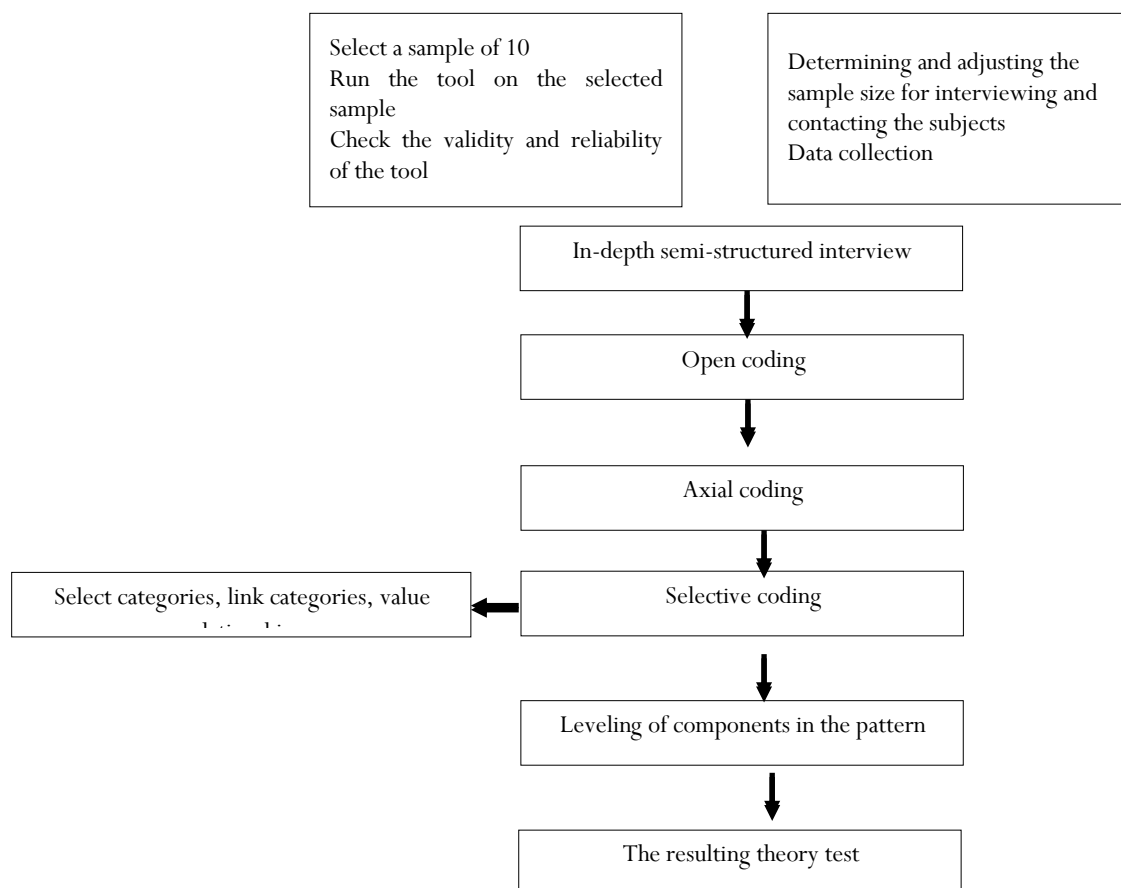 Select a sample of 10
Run the tool on the selected
sample
Check the validity and reliability
of the tool
Determining and adjusting the
sample size for interviewing and
contacting the subjects
Data collection
In-depth semi-structured interview
Open coding
Axial coding
Selective coding
Select categories, link categories, value
Leveling of components in the pattern
The resulting theory test